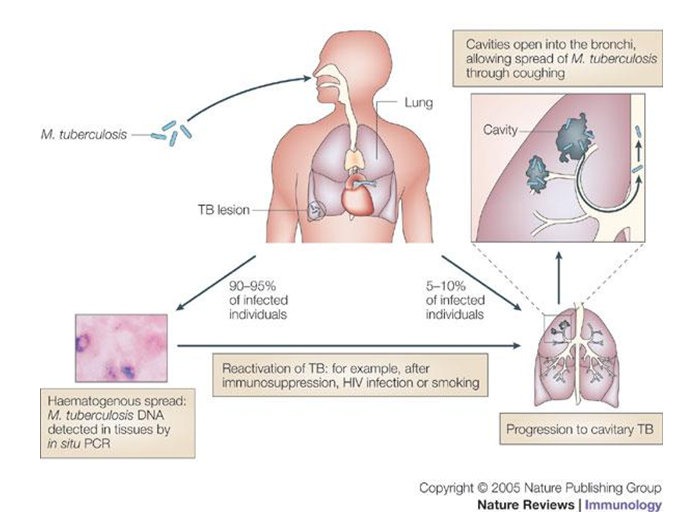 Cavities open into the bronchi,
allowing spread of M. tuberculosis
through coughing
Lung
Cavity
M. tuberculosis
TB lesion
90–95%
of infected
individuals
5–10%
of infected
individuals
Reactivation of TB: for example, after
immunosuppression, HIV infection or smoking
Haematogenous spread:
M. tuberculosis DNA
detected in tissues by
in situ PCR
Progression to cavitary TB
Copyright © 2005 Nature Publishing Group
Nature Reviews | Immunology